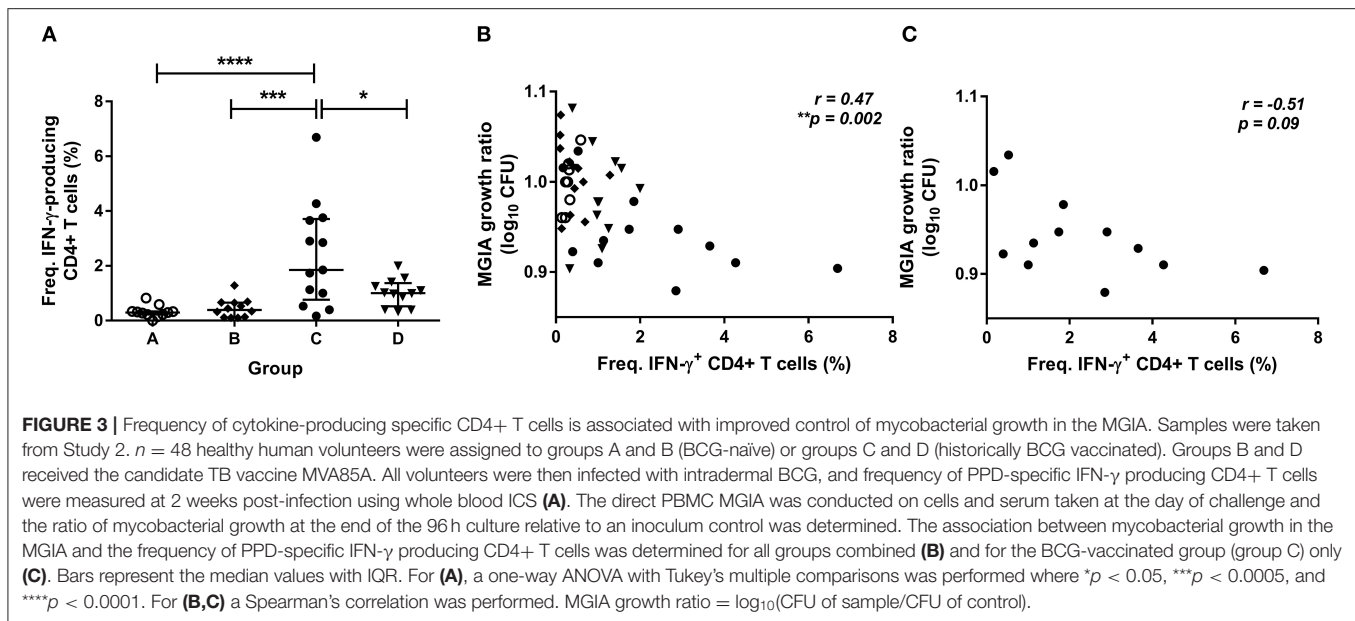 A
****
***
*
8
6
4
2
0
Freq. IFN-γ-producing
CD4+ T cells (%)
A B C D
Group
B
r = 0.47
**p = 0.002
1.1
1.0
0.9
MGIA growth ratio
(log10 CFU)
0 2 4 6 8
Freq. IFN-γ+ CD4+ T cells (%)
C
r = -0.51
p = 0.09
1.1
1.0
0.9
MGIA growth ratio
(log10 CFU)
0 2 4 6 8
Freq. IFN-γ+ CD4+ T cells (%)
FIGURE 3 | Frequency of cytokine-producing specific CD4+ T cells is associated with improved control of mycobacterial growth in the MGIA. Samples were taken
from Study 2. n = 48 healthy human volunteers were assigned to groups A and B (BCG-naïve) or groups C and D (historically BCG vaccinated). Groups B and D
received the candidate TB vaccine MVA85A. All volunteers were then infected with intradermal BCG, and frequency of PPD-specific IFN-γ producing CD4+ T cells
were measured at 2 weeks post-infection using whole blood ICS (A). The direct PBMC MGIA was conducted on cells and serum taken at the day of challenge and
the ratio of mycobacterial growth at the end of the 96 h culture relative to an inoculum control was determined. The association between mycobacterial growth in the
MGIA and the frequency of PPD-specific IFN-γ producing CD4+ T cells was determined for all groups combined (B) and for the BCG-vaccinated group (group C) only
(C). Bars represent the median values with IQR. For (A), a one-way ANOVA with Tukey's multiple comparisons was performed where *p < 0.05, ***p < 0.0005, and
****p < 0.0001. For (B,C) a Spearman's correlation was performed. MGIA growth ratio = log10(CFU of sample/CFU of control).